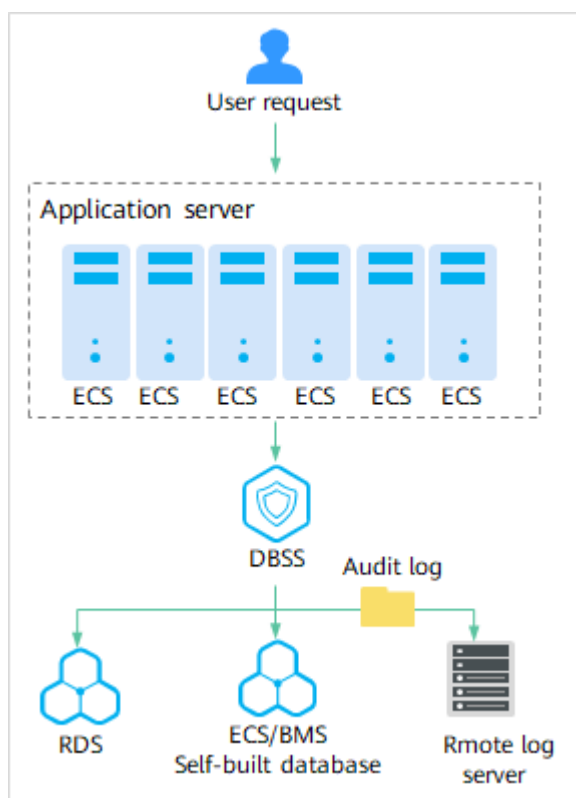 User request
Application server
ECS ECS ECS ECS ECS ECS
DBSS
Audit log
RDS
ECS/BMS
Self-built database
Rmote log
server